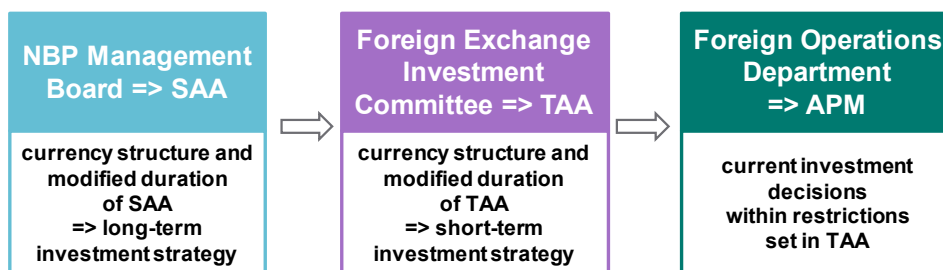 NBP Management
Board => SAA
currency structure and
modified duration
of SAA
=> long-term
investment strategy
Foreign Exchange
Investment
Committee => TAA
currency structure and
modified duration
of TAA
=> short-term
investment strategy
Foreign Operations
Department
=> APM
current investment
decisions
within restrictions
set in TAA